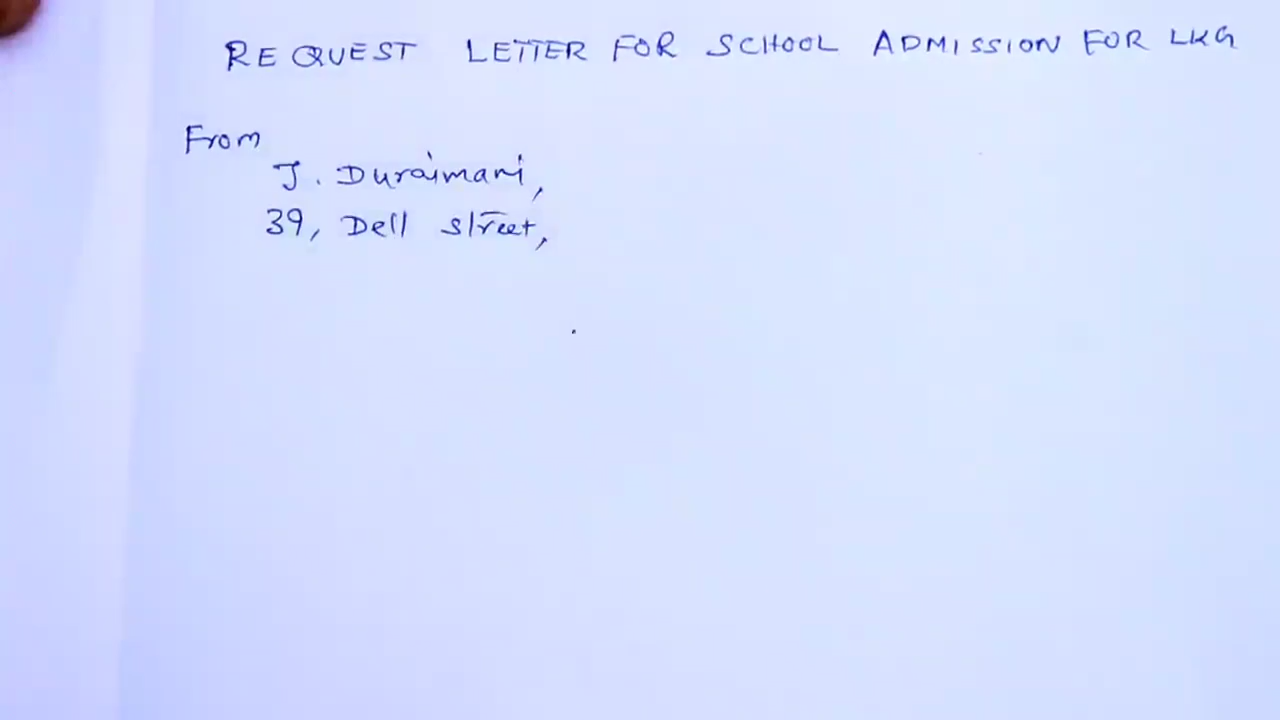 REQUEST LETTER FOR SCHOOL ADMISSION FOR LKG
From
J. Duraimani,
39, Dell street,